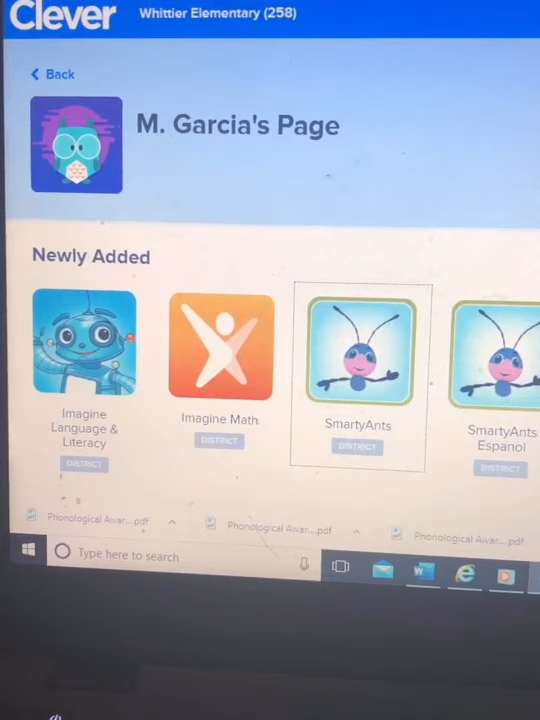 Clever
Whittier Elementary (258)
Back
M. Garcia's Page
Newly Added
Imagine
Language &
Literacy
DISTRICT
Imagine Math
DISTRICT
SmartyAnts
DISTRICT
SmartyAnts
Espanol
DISTRICT
Phonological Awar....pdf
Phonological Awar....pdf
Phonological Awar....pdf
Type here to search